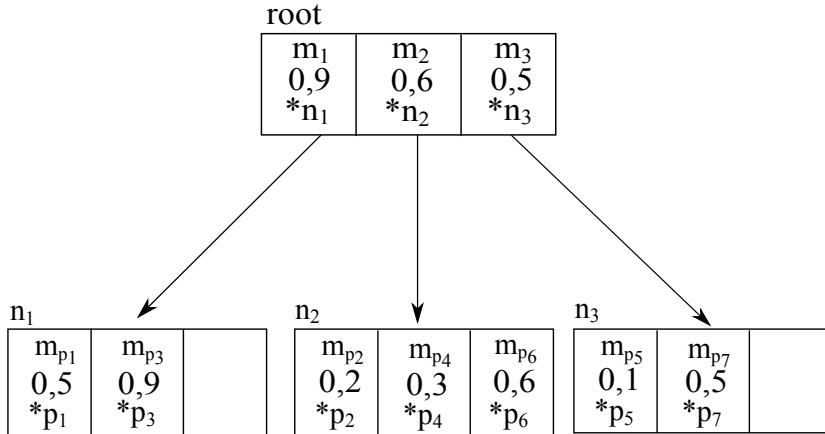 root
m₁ m₂ m₃
0,9 0,6 0,5
*n₁ *n₂ *n₃
n₁ n₂ n₃
mₚ₁ mₚ₃ mₚ₂ mₚ₄ mₚ₆ mₚ₅ mₚ₇
0,5 0,9 0,2 0,3 0,6 0,1 0,5
*p₁ *p₃ *p₂ *p₄ *p₆ *p₅ *p₇